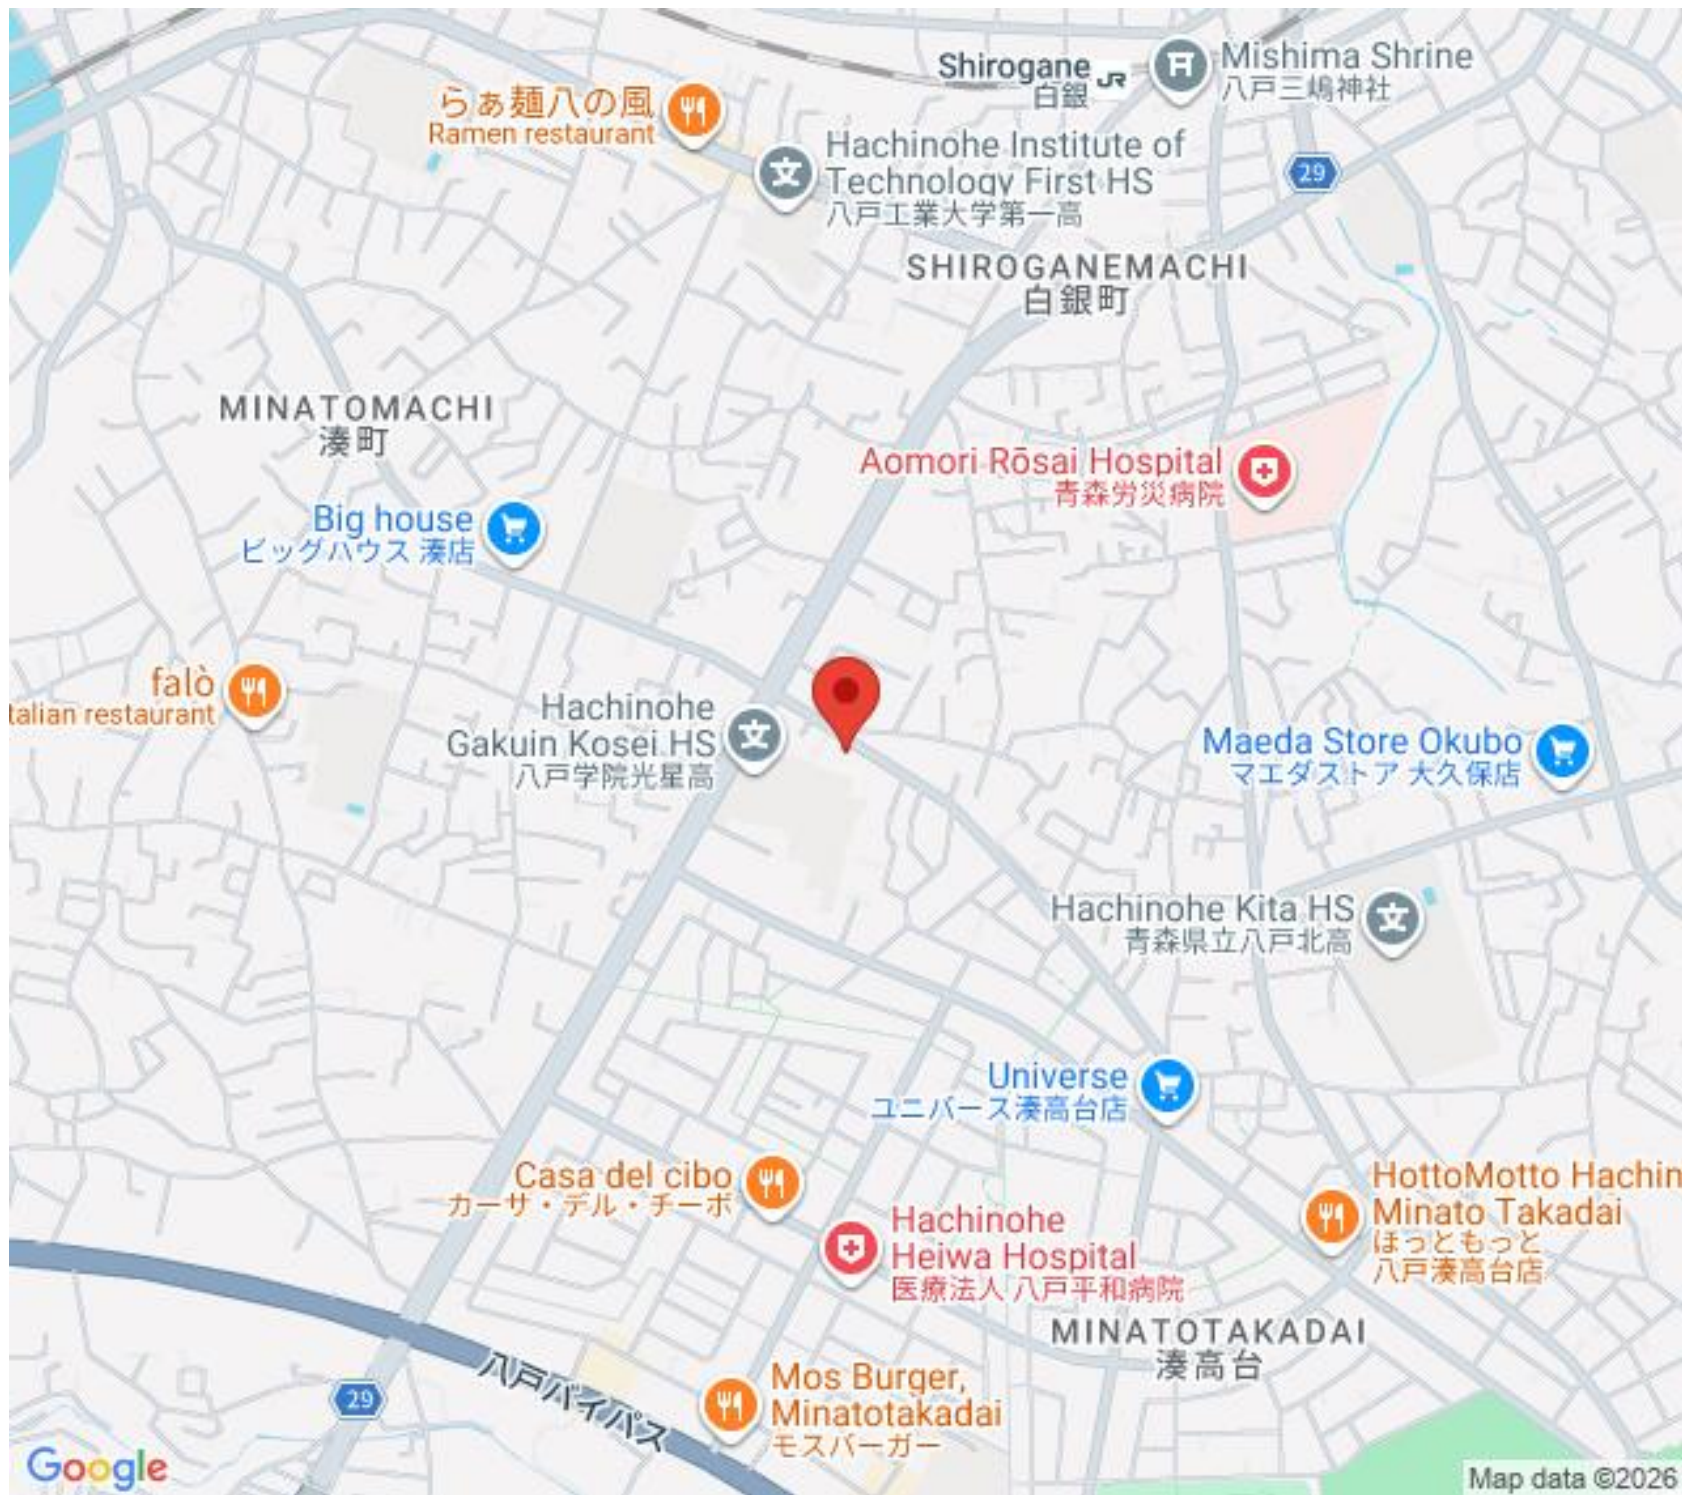 Shirogane
白銀
JR
Mishima Shrine
八戸三嶋神社
らぁ麺八の風
Ramen restaurant
Hachinohe Institute of
Technology First HS
八戸工業大学第一高
29
SHIROGANEMACHI
白銀町
MINATOMACHI
湊町
Aomori Rōsai Hospital
青森労災病院
Big house
ビッグハウス 湊店
falò
talian restaurant
Hachinohe
Gakuin Kosei HS
八戸学院光星高
Maeda Store Okubo
マエダストア 大久保店
Hachinohe Kita HS
青森県立八戸北高
Universe
ユニバース湊高台店
Casa del cibo
カーサ・デル・チーボ
HottoMotto Hachin
Minato Takadai
ほっともっと
八戸湊高台店
Hachinohe
Heiwa Hospital
医療法人 八戸平和病院
MINATOTAKADAI
湊高台
八戸バイパス
29
Mos Burger,
Minatotakadai
モスバーガー
Google
Map data ©2026